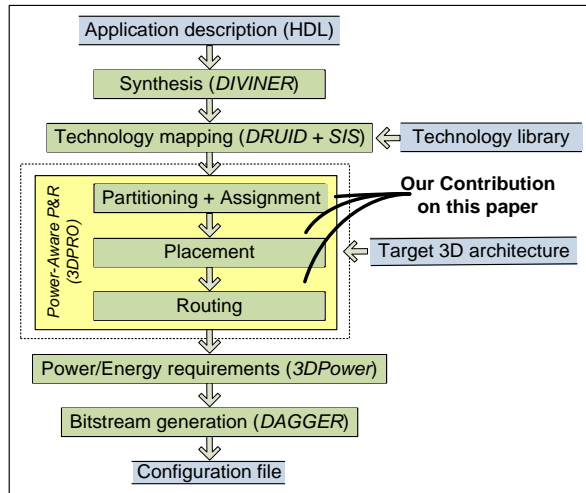 Application description (HDL)
Synthesis (DIVINER)
Technology mapping (DRUID + SIS)
Technology library
Power-Aware P&R
(3DPRO)
Partitioning + Assignment
Our Contribution
on this paper
Placement
Target 3D architecture
Routing
Power/Energy requirements (3DPower)
Bitstream generation (DAGGER)
Configuration file